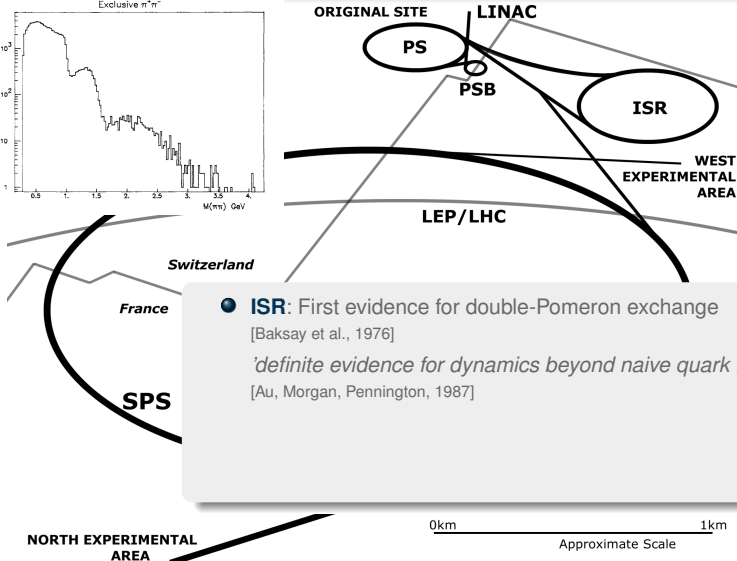 Exclusive π⁺π⁻
10³
10²
10
1
0.5 1. 1.5 2. 2.5 3. 3.5 4.
M(ππ) GeV
ORIGINAL SITE
LINAC
PS
PSB
ISR
WEST
EXPERIMENTAL
AREA
LEP/LHC
Switzerland
France
ISR: First evidence for double-Pomeron exchange
[Baksay et al., 1976]
'definite evidence for dynamics beyond naive quark
[Au, Morgan, Pennington, 1987]
SPS
NORTH EXPERIMENTAL
AREA
0km 1km
Approximate Scale